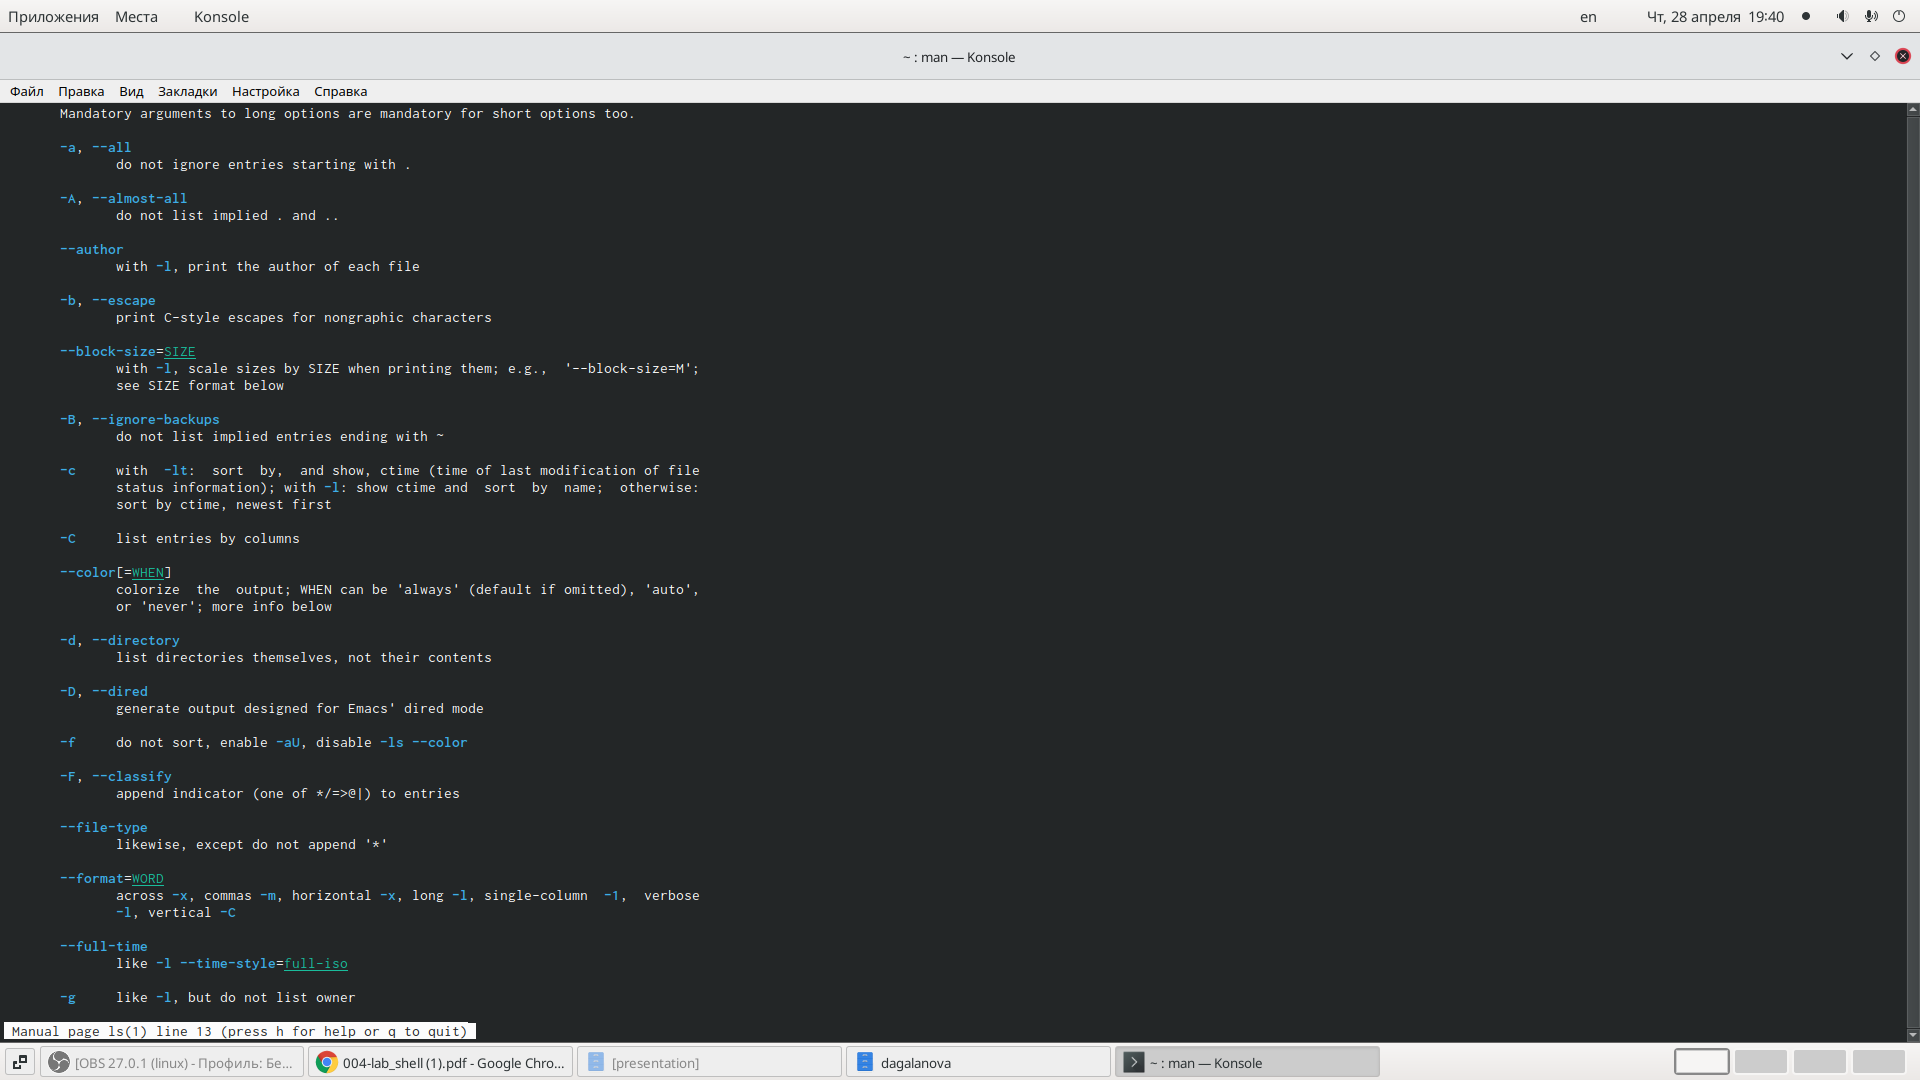 Приложения Места Konsole en Чт, 28 апреля 19:40
~ : man — Konsole
Файл Правка Вид Закладки Настройка Справка
Mandatory arguments to long options are mandatory for short options too.
-a, --all
do not ignore entries starting with .
-A, --almost-all
do not list implied . and ..
--author
with -l, print the author of each file
-b, --escape
print C-style escapes for nongraphic characters
--block-size=SIZE
with -l, scale sizes by SIZE when printing them; e.g.,  '--block-size=M';
see SIZE format below
-B, --ignore-backups
do not list implied entries ending with ~
-c     with  -lt:  sort  by,  and show, ctime (time of last modification of file
status information); with -l: show ctime and  sort  by  name;  otherwise:
sort by ctime, newest first
-C     list entries by columns
--color[=WHEN]
colorize  the  output; WHEN can be 'always' (default if omitted), 'auto',
or 'never'; more info below
-d, --directory
list directories themselves, not their contents
-D, --dired
generate output designed for Emacs' dired mode
-f     do not sort, enable -aU, disable -ls --color
-F, --classify
append indicator (one of */=>@|) to entries
--file-type
likewise, except do not append '*'
--format=WORD
across -x, commas -m, horizontal -x, long -l, single-column  -1,  verbose
-l, vertical -C
--full-time
like -l --time-style=full-iso
-g     like -l, but do not list owner
Manual page ls(1) line 13 (press h for help or q to quit)
[OBS 27.0.1 (linux) - Профиль: Бе... 004-lab_shell (1).pdf - Google Chro... [presentation] dagalanova ~ : man — Konsole